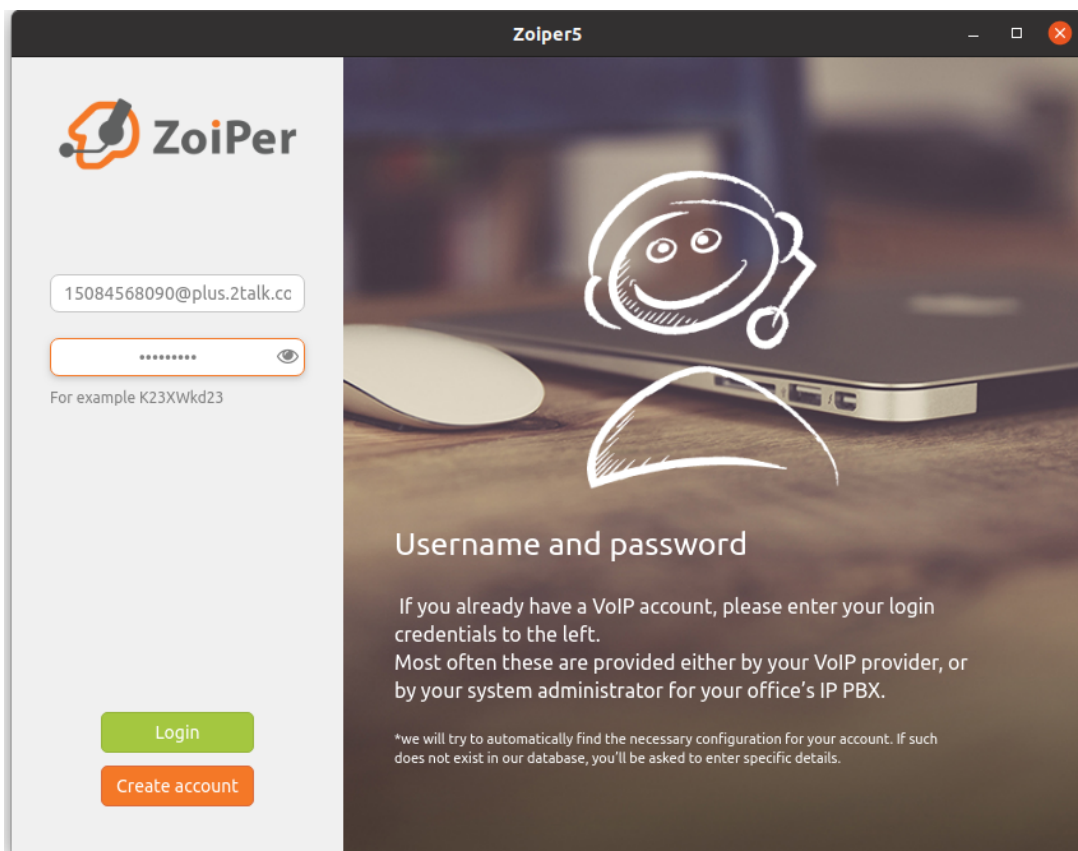 Zoiper5
ZoiPer
15084568090@plus.2talk.co
•••••••••
For example K23XWkd23
Login
Create account
Username and password
If you already have a VoIP account, please enter your login
credentials to the left.
Most often these are provided either by your VoIP provider, or
by your system administrator for your office's IP PBX.
*we will try to automatically find the necessary configuration for your account. If such
does not exist in our database, you'll be asked to enter specific details.